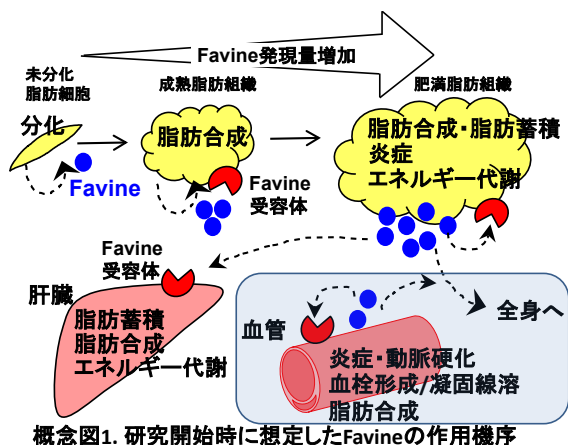 Favine発現量増加
未分化
脂肪細胞
成熟脂肪組織
肥満脂肪組織
分化
脂肪合成
脂肪合成・脂肪蓄積
炎症
エネルギー代謝
Favine
Favine
受容体
Favine
受容体
肝臓
脂肪蓄積
脂肪合成
エネルギー代謝
血管
全身へ
炎症・動脈硬化
血栓形成/凝固線溶
脂肪合成
概念図1. 研究開始時に想定したFavineの作用機序